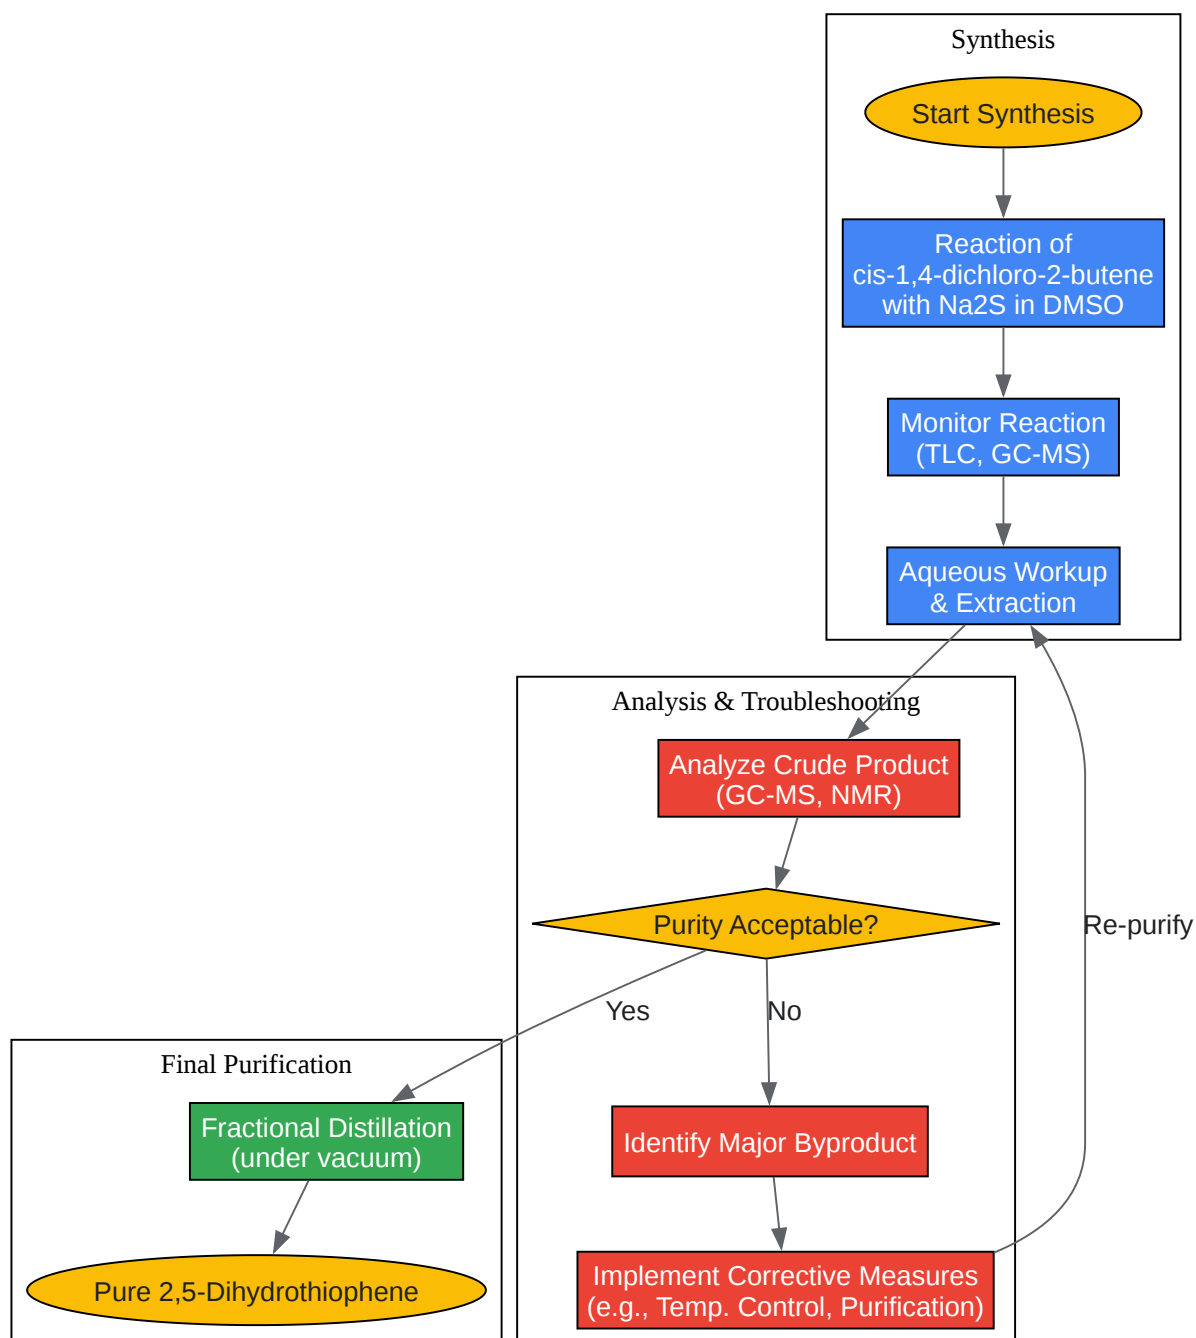 Synthesis
Start Synthesis
Reaction of
cis-1,4-dichloro-2-butene
with Na2S in DMSO
Monitor Reaction
(TLC, GC-MS)
Aqueous Workup
& Extraction
Analysis & Troubleshooting
Analyze Crude Product
(GC-MS, NMR)
Purity Acceptable?
Re-purify
Yes
No
Final Purification
Fractional Distillation
(under vacuum)
Identify Major Byproduct
Pure 2,5-Dihydrothiophene
Implement Corrective Measures
(e.g., Temp. Control, Purification)